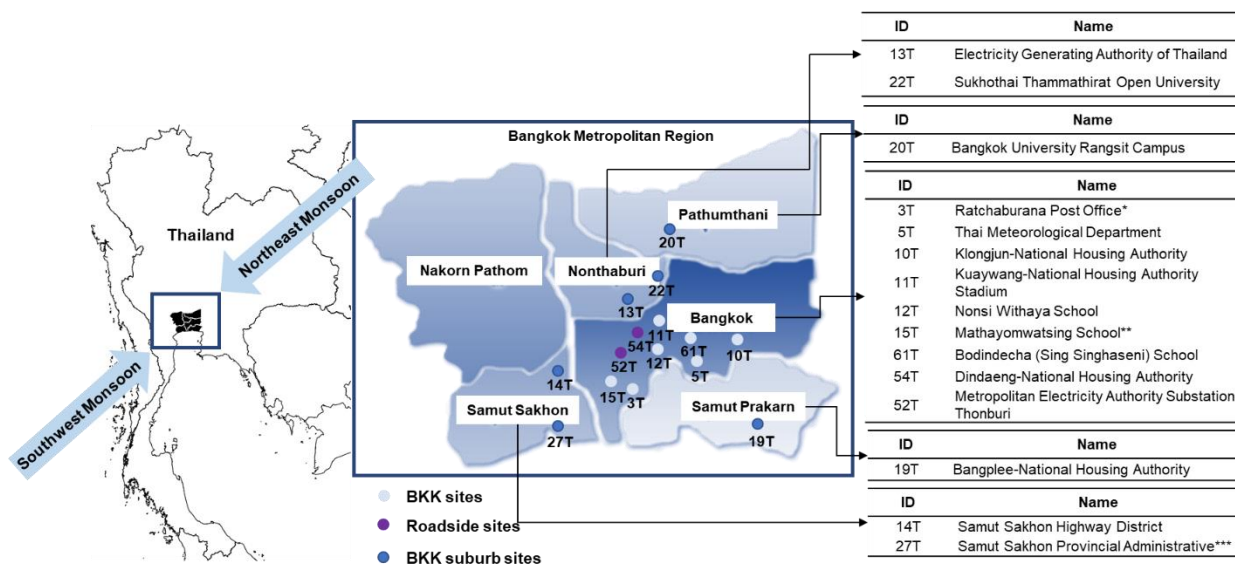 Thailand
Northeast Monsoon
Southwest Monsoon
Bangkok Metropolitan Region
Pathumthani
20T
Nakorn Pathom
Nonthaburi
22T
13T
Bangkok
11T
54T
61T
10T
12T
52T
5T
14T
15T
3T
Samut Sakhon
Samut Prakarn
27T
19T
BKK sites
Roadside sites
BKK suburb sites
ID Name
13T Electricity Generating Authority of Thailand
22T Sukhothai Thammathirat Open University
ID Name
20T Bangkok University Rangsit Campus
ID Name
3T Ratchaburana Post Office*
5T Thai Meteorological Department
10T Klongjun-National Housing Authority
11T Kuaywang-National Housing Authority
Stadium
12T Nonsi Withaya School
15T Mathayomwatsing School**
61T Bodindecha (Sing Singhaseni) School
54T Dindaeng-National Housing Authority
52T Metropolitan Electricity Authority Substation
Thonburi
ID Name
19T Bangplee-National Housing Authority
ID Name
14T Samut Sakhon Highway District
27T Samut Sakhon Provincial Administrative***